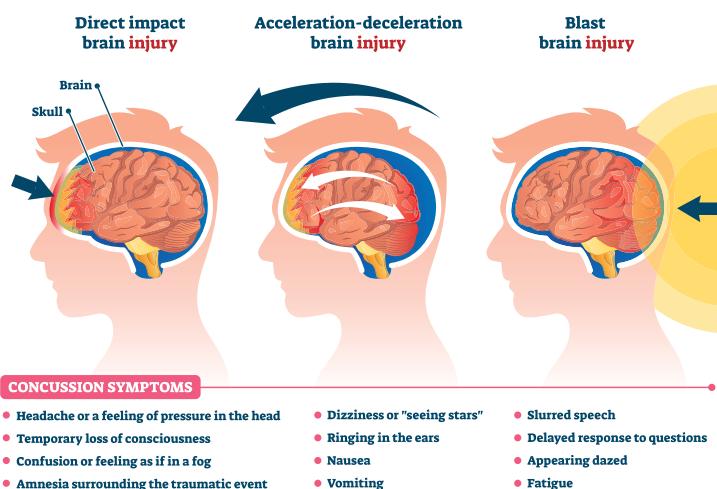 Direct impact
brain injury
Acceleration-deceleration
brain injury
Blast
brain injury
Brain
Skull
CONCUSSION SYMPTOMS
Headache or a feeling of pressure in the head
Temporary loss of consciousness
Confusion or feeling as if in a fog
Amnesia surrounding the traumatic event
Dizziness or "seeing stars"
Ringing in the ears
Nausea
Vomiting
Slurred speech
Delayed response to questions
Appearing dazed
Fatigue